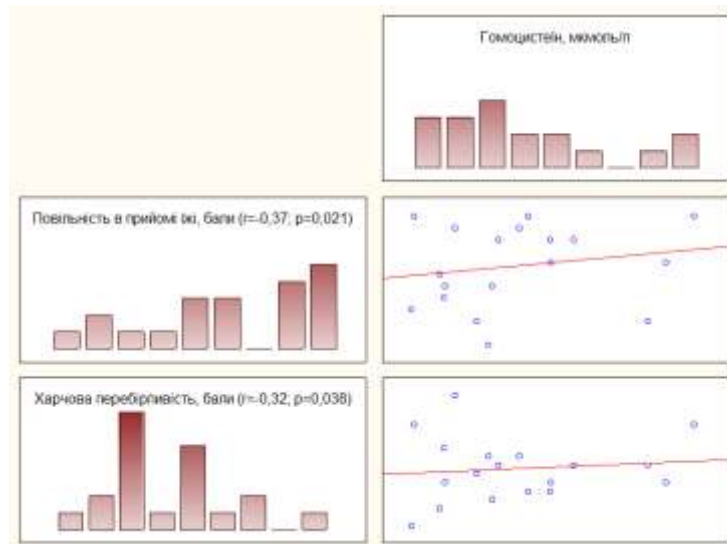 Гомоцистеїн, мкмоль/л
Повільність в прийомі їжі, бали (r=-0,37; p=0,021)
Харчова перебірливість, бали (r=-0,32; p=0,038)